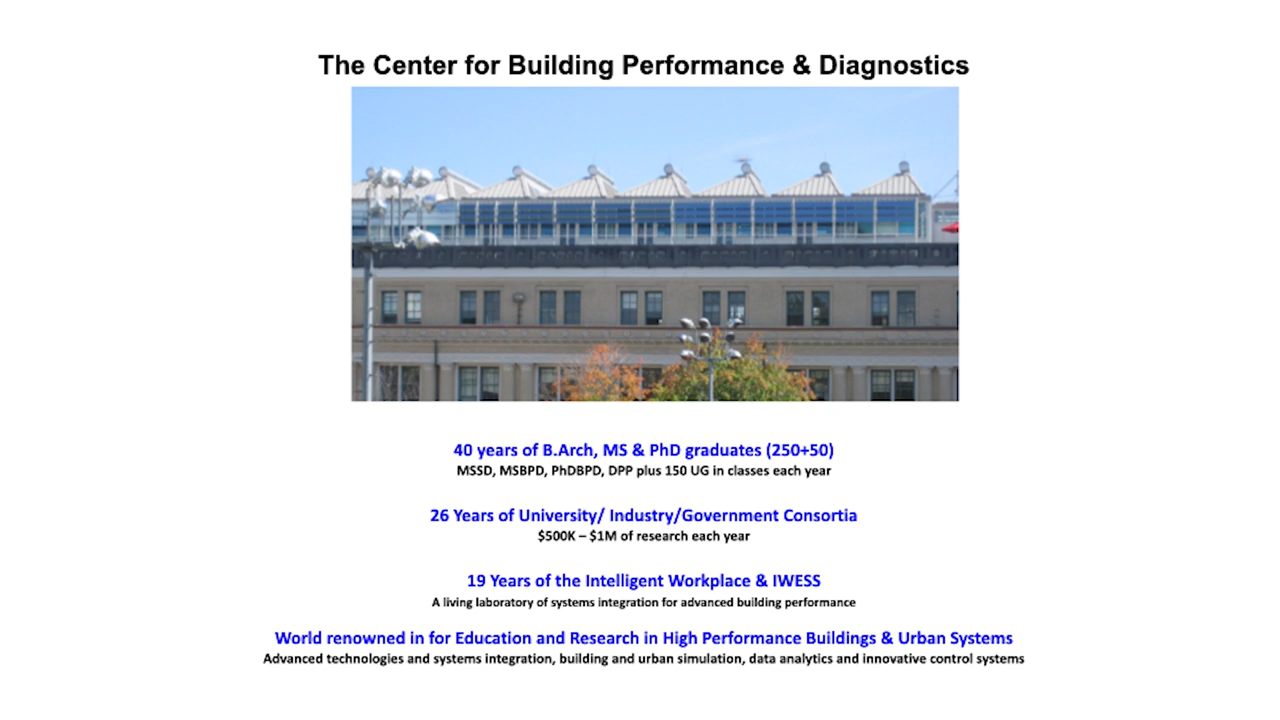 The Center for Building Performance & Diagnostics
40 years of B.Arch, MS & PhD graduates (250+50)
MSSD, MSBPD, PhDBPD, DPP plus 150 UG in classes each year
26 Years of University/ Industry/Government Consortia
$500K – $1M of research each year
19 Years of the Intelligent Workplace & IWESS
A living laboratory of systems integration for advanced building performance
World renowned in for Education and Research in High Performance Buildings & Urban Systems
Advanced technologies and systems integration, building and urban simulation, data analytics and innovative control systems